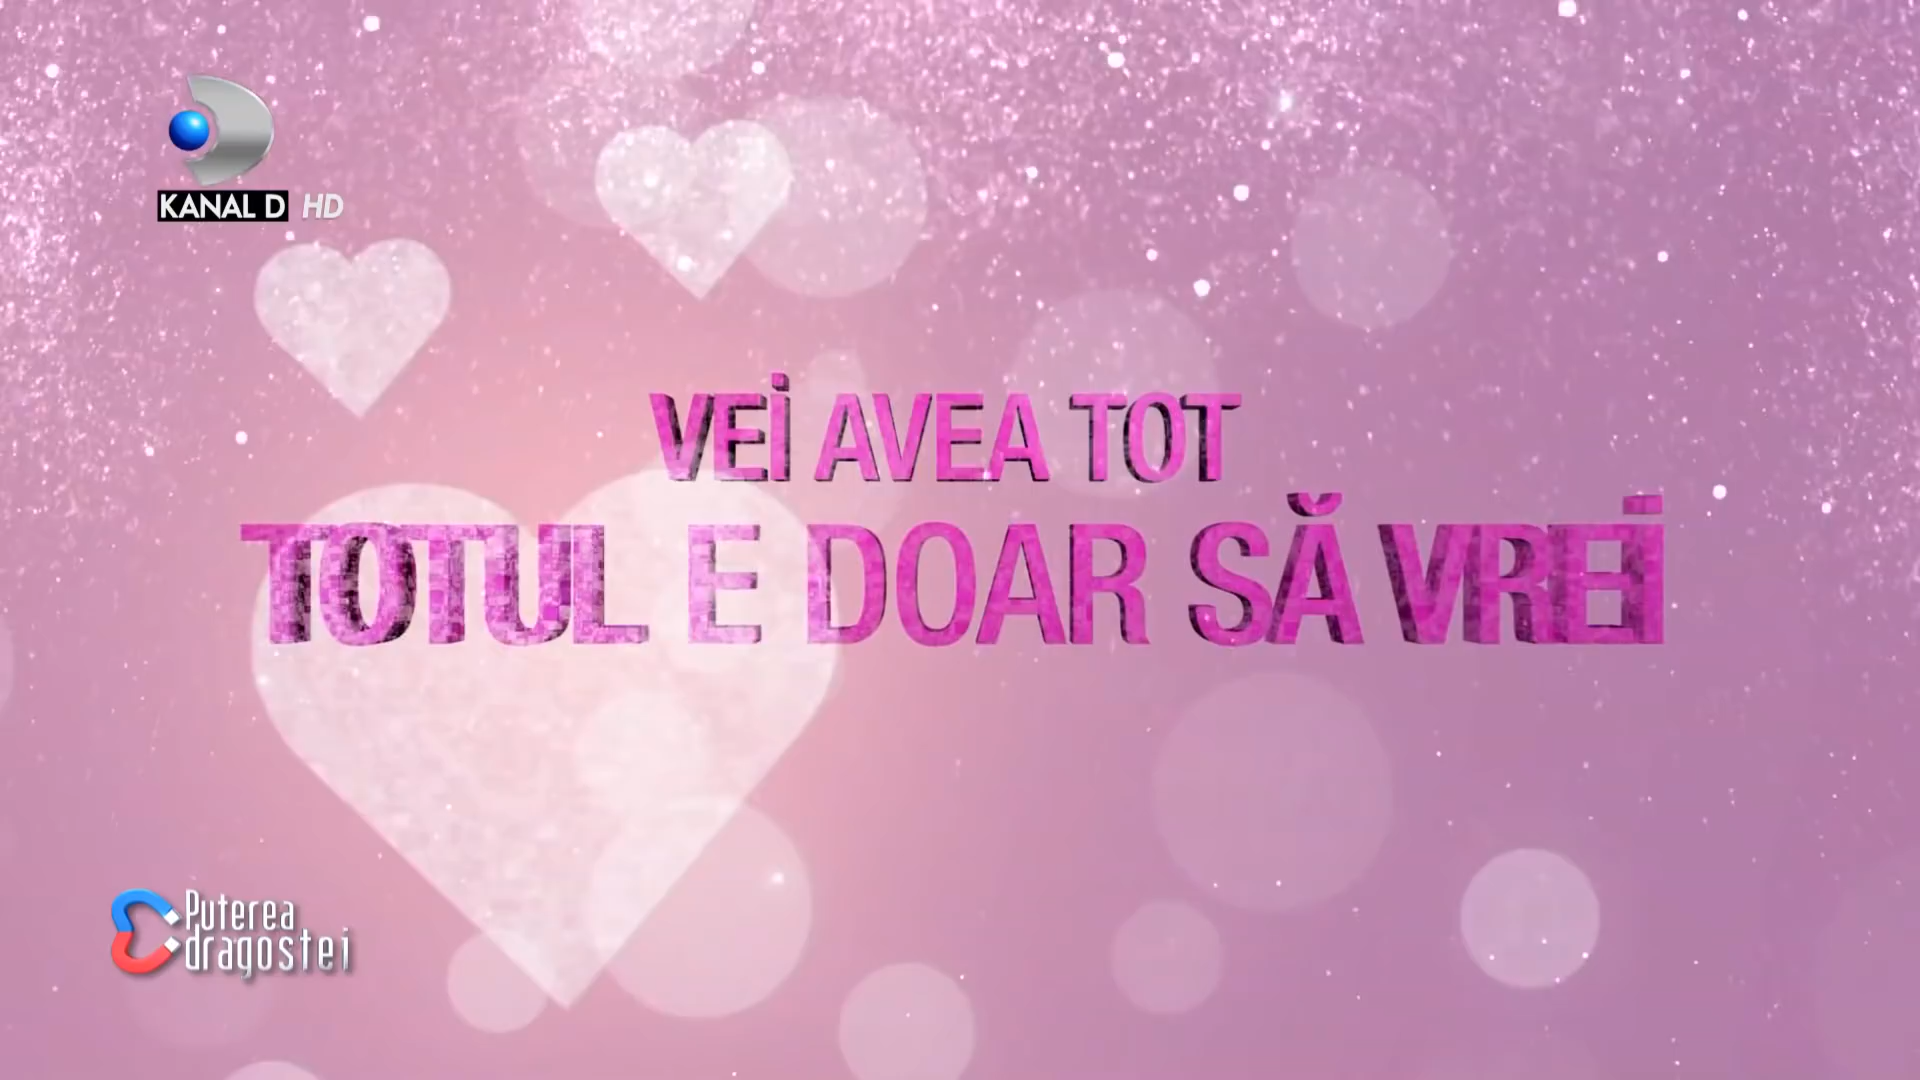 KANAL D HD
VEI AVEA TOT
TOTUL E DOAR SĂ VREI
Puterea
dragostei